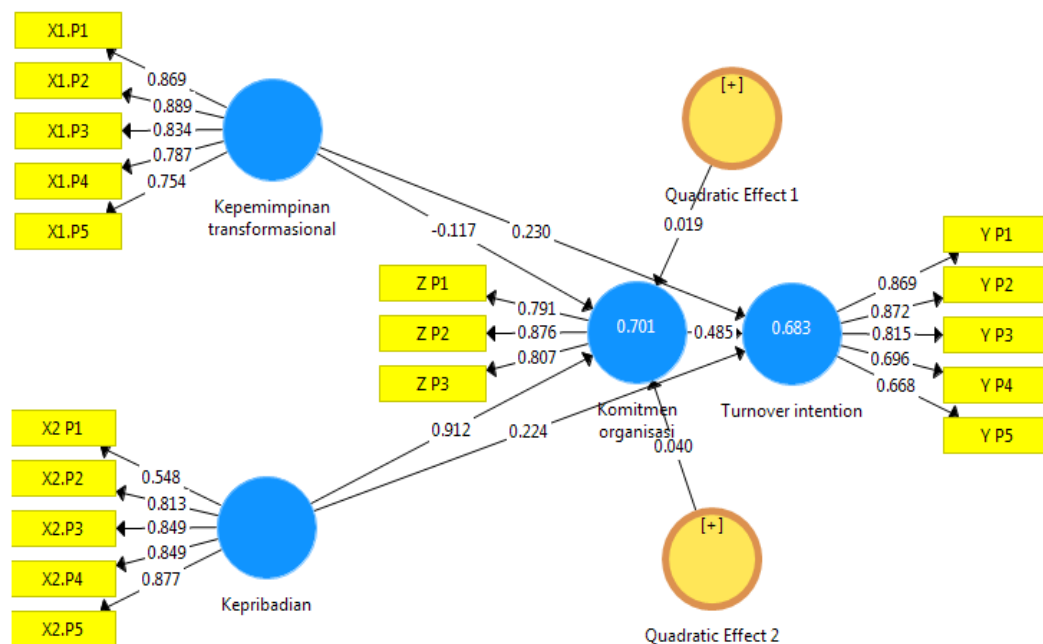 X1.P1
X1.P2
X1.P3
X1.P4
X1.P5
0.869
0.889
0.834
0.787
0.754
Kepemimpinan
transformasional
[+]
Quadratic Effect 1
-0.117
0.230
0.019
Z P1
Z P2
Z P3
0.791
0.876
0.807
0.701
Komitmen
organisasi
0.485
0.683
Turnover intention
0.869
0.872
0.815
0.696
0.668
Y P1
Y P2
Y P3
Y P4
Y P5
X2 P1
X2.P2
X2.P3
X2.P4
X2.P5
0.548
0.813
0.849
0.849
0.877
Kepribadian
0.912
0.224
0.040
[+]
Quadratic Effect 2